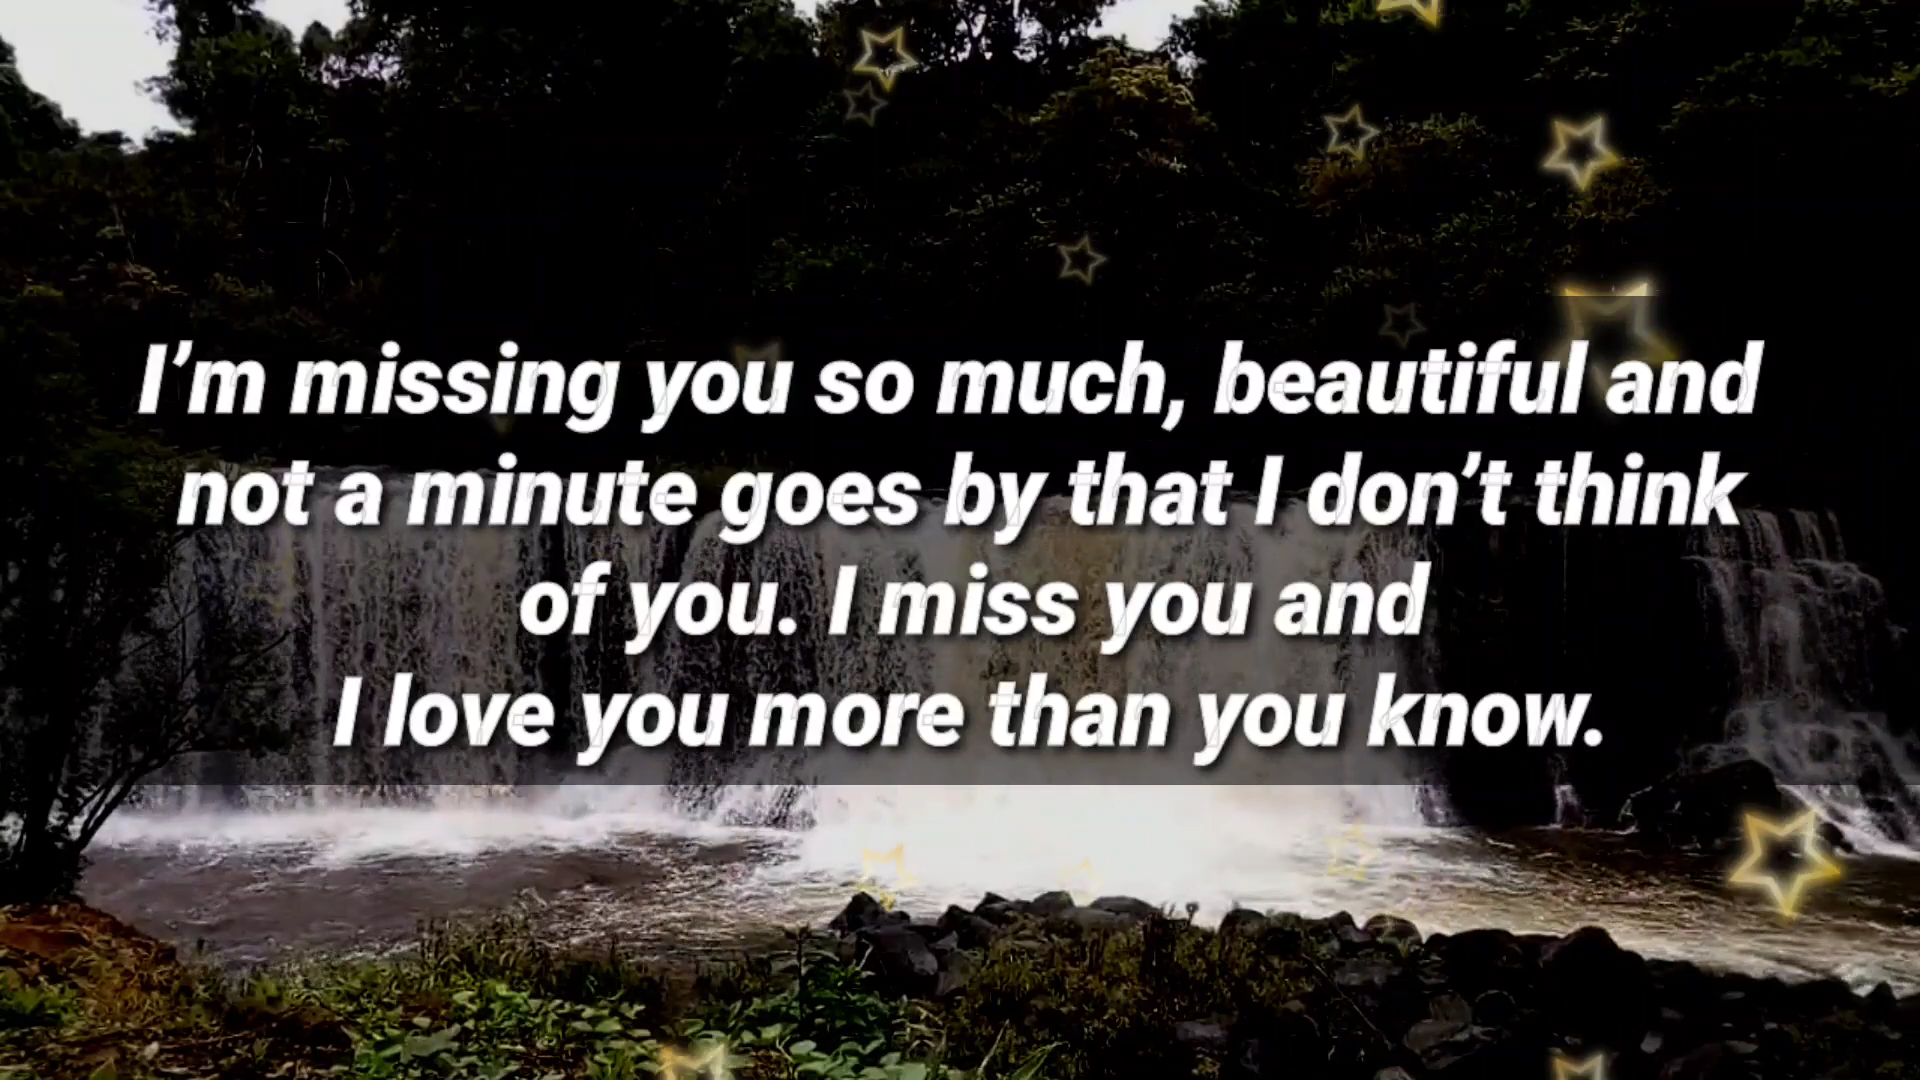 I’m missing you so much, beautiful and
not a minute goes by that I don’t think
of you. I miss you and
I love you more than you know.